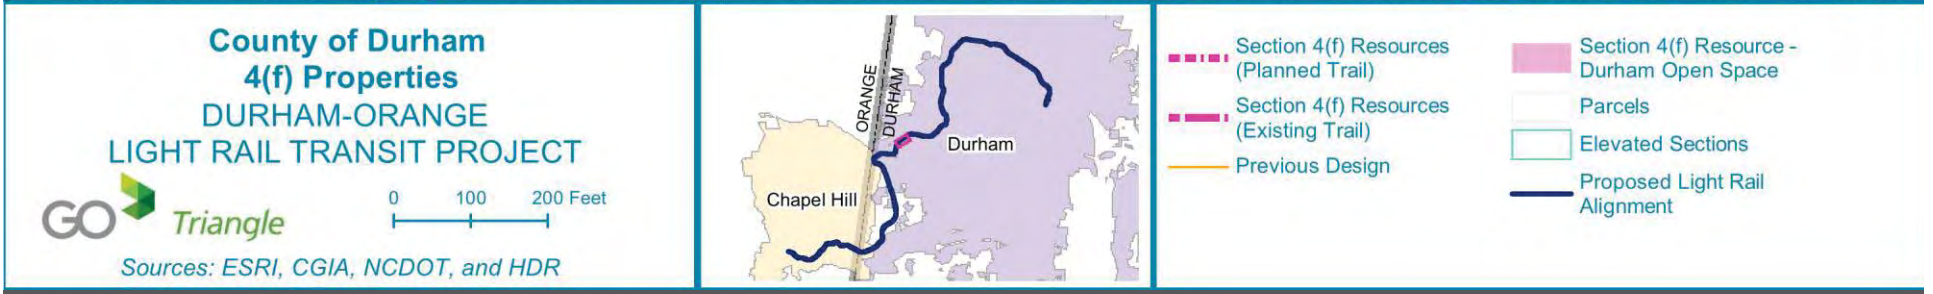 County of Durham
4(f) Properties
DURHAM-ORANGE
LIGHT RAIL TRANSIT PROJECT
GO Triangle
0 100 200 Feet
Sources: ESRI, CGIA, NCDOT, and HDR
ORANGE
DURHAM
Durham
Chapel Hill
Section 4(f) Resources
(Planned Trail)
Section 4(f) Resources
(Existing Trail)
Previous Design
Section 4(f) Resource -
Durham Open Space
Parcels
Elevated Sections
Proposed Light Rail
Alignment